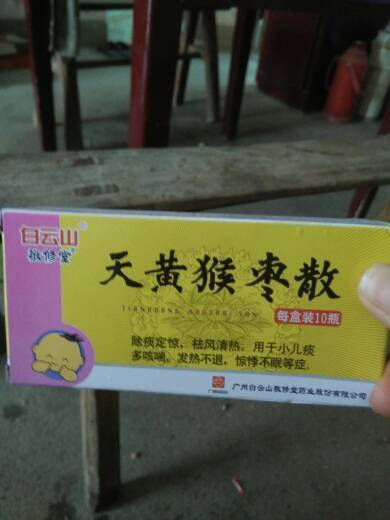 白云山®
敬修堂®
天黄猴枣散
TIANHUANG HOUZAO SAN
每盒装10瓶
除痰定惊,祛风清热。用于小儿痰
多咳喘、发热不退,惊悸不眠等症。
广州白云山敬修堂药业股份有限公司